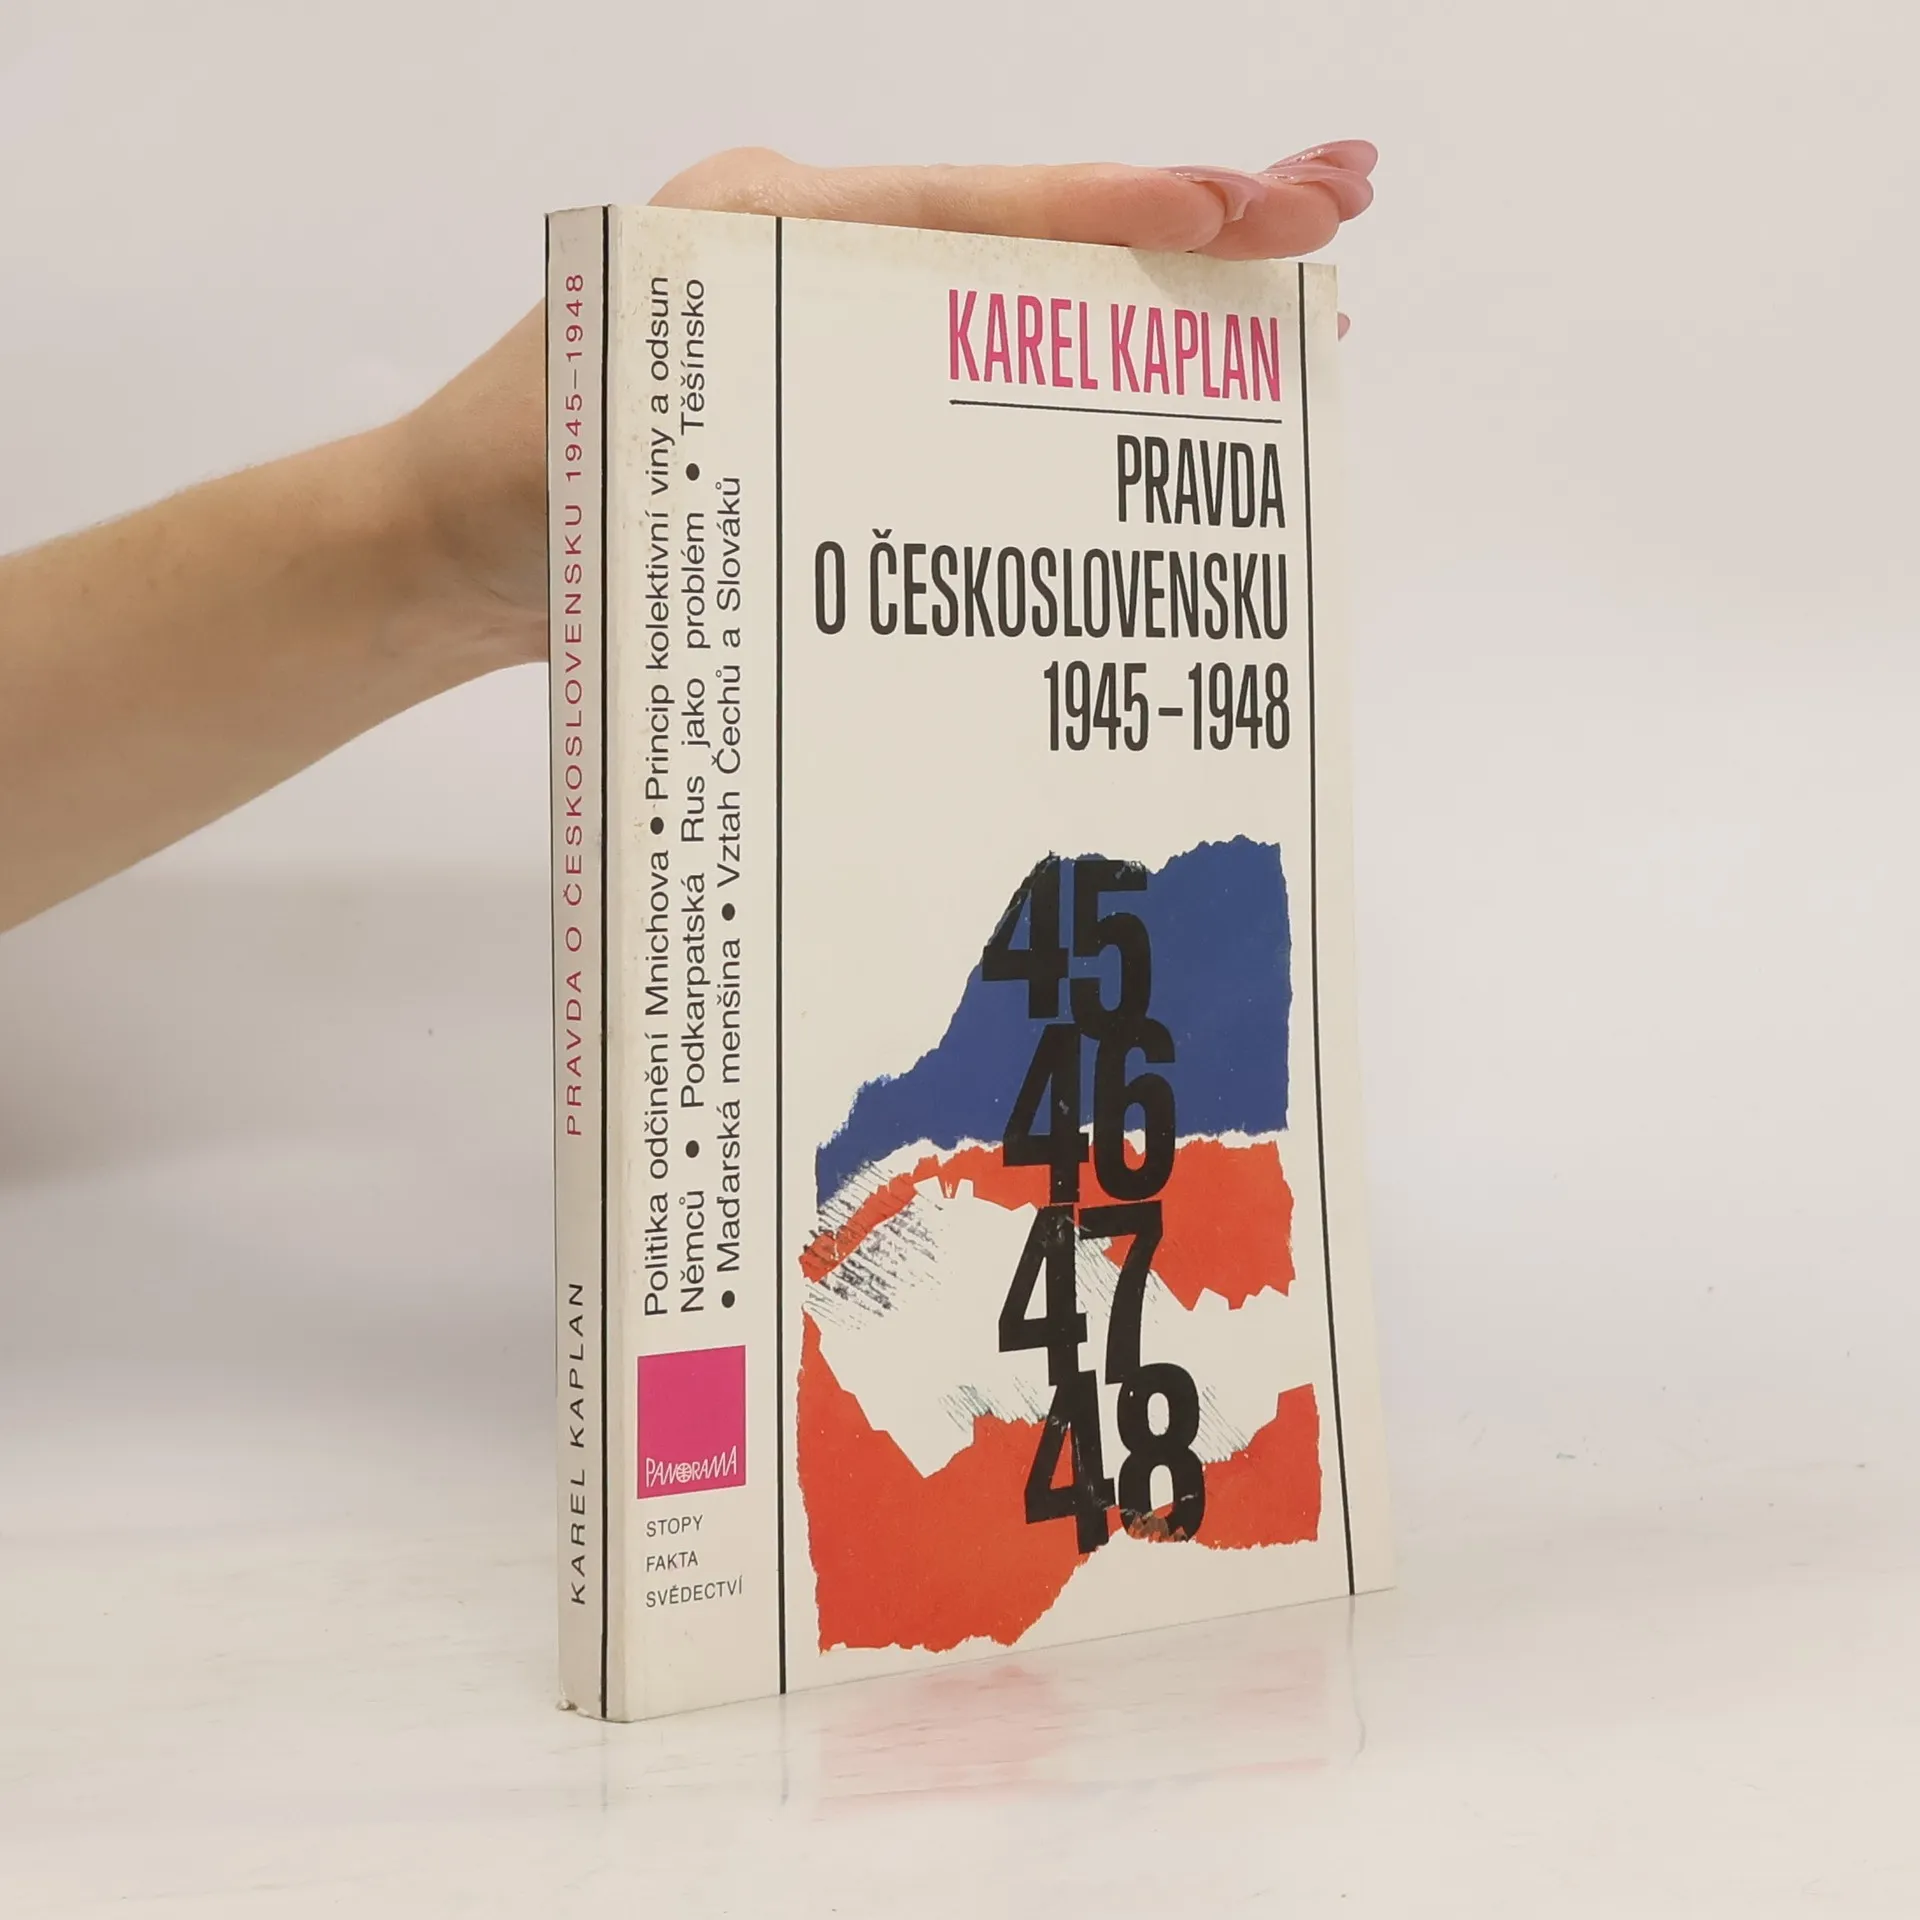 PRAVDA O ČESKOSLOVENSKU 1945–1948
KAREL KAPLAN
Politika odčinění Mnichova ● Princip kolektivní viny a odsun
Němců ● Podkarpatská Rus jako problém ● Těšínsko
● Maďarská menšina ● Vztah Čechů a Slováků
PANORAMA
STOPY
FAKTA
SVĚDECTVÍ
KAREL KAPLAN
PRAVDA
O ČESKOSLOVENSKU
1945–1948
45
46
47
48